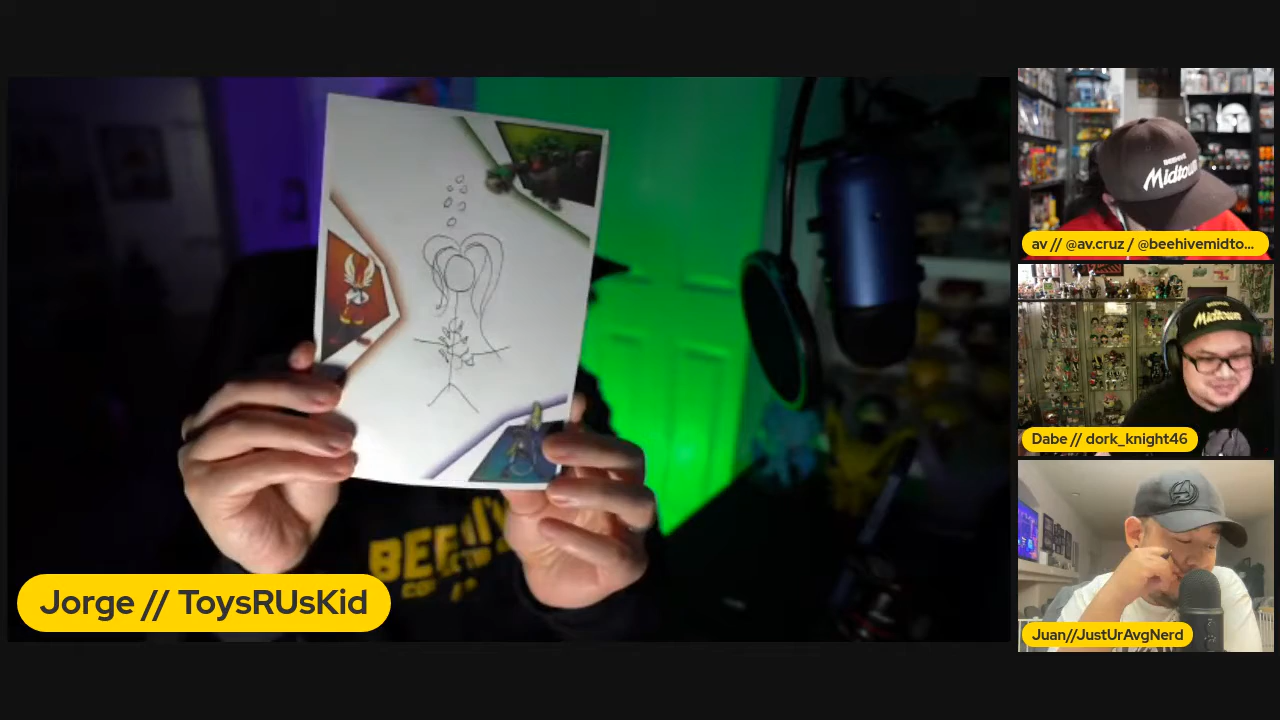 Jorge // ToysRUsKid
Midtown
av // @av.cruz / @beehivemidto...
Midtown
Dabe // dork_knight46
Juan//JustUrAvgNerd